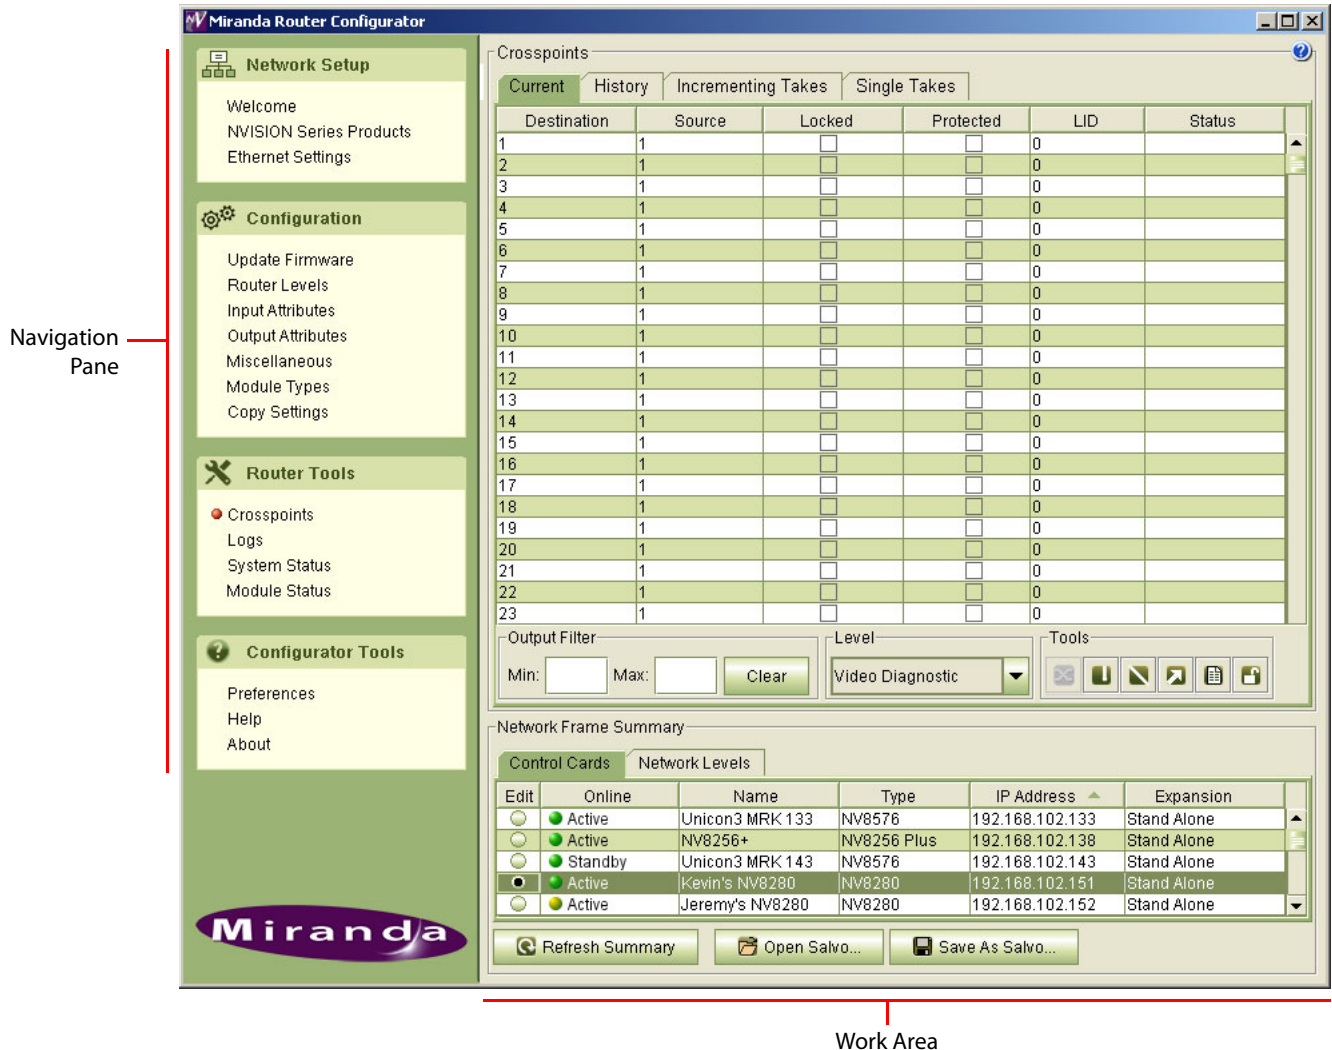 Miranda Router Configurator
Network Setup
Welcome
NVISION Series Products
Ethernet Settings
Configuration
Update Firmware
Router Levels
Input Attributes
Output Attributes
Miscellaneous
Module Types
Copy Settings
Router Tools
Crosspoints
Logs
System Status
Module Status
Configurator Tools
Preferences
Help
About
Miranda
Navigation
Pane
Crosspoints
Current History Incrementing Takes Single Takes
Destination Source Locked Protected LID Status
1 1 0
2 1 0
3 1 0
4 1 0
5 1 0
6 1 0
7 1 0
8 1 0
9 1 0
10 1 0
11 1 0
12 1 0
13 1 0
14 1 0
15 1 0
16 1 0
17 1 0
18 1 0
19 1 0
20 1 0
21 1 0
22 1 0
23 1 0
Output Filter Level Tools
Min: Max: Clear Video Diagnostic
Network Frame Summary
Control Cards Network Levels
Edit Online Name Type IP Address Expansion
Active Unicon3 MRK 133 NV8576 192.168.102.133 Stand Alone
Active NV8256+ NV8256 Plus 192.168.102.138 Stand Alone
Standby Unicon3 MRK 143 NV8576 192.168.102.143 Stand Alone
Active Kevin's NV8280 NV8280 192.168.102.151 Stand Alone
Active Jeremy's NV8280 NV8280 192.168.102.152 Stand Alone
Refresh Summary Open Salvo... Save As Salvo...
Work Area